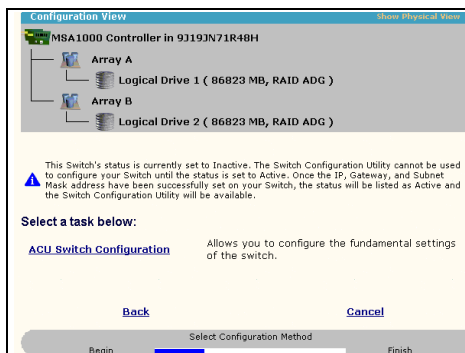 Configuration View
Show Physical View
MSA1000 Controller in 9J19JN71R48H
Array A
Logical Drive 1 ( 86823 MB, RAID ADG )
Array B
Logical Drive 2 ( 86823 MB, RAID ADG )
This Switch's status is currently set to Inactive. The Switch Configuration Utility cannot be used
to configure your Switch until the status is set to Active. Once the IP, Gateway, and Subnet
Mask address have been successfully set on your Switch, the status will be listed as Active and
the Switch Configuration Utility will be available.
Select a task below:
ACU Switch Configuration
Allows you to configure the fundamental settings
of the switch.
Back
Cancel
Select Configuration Method
Begin
Finish